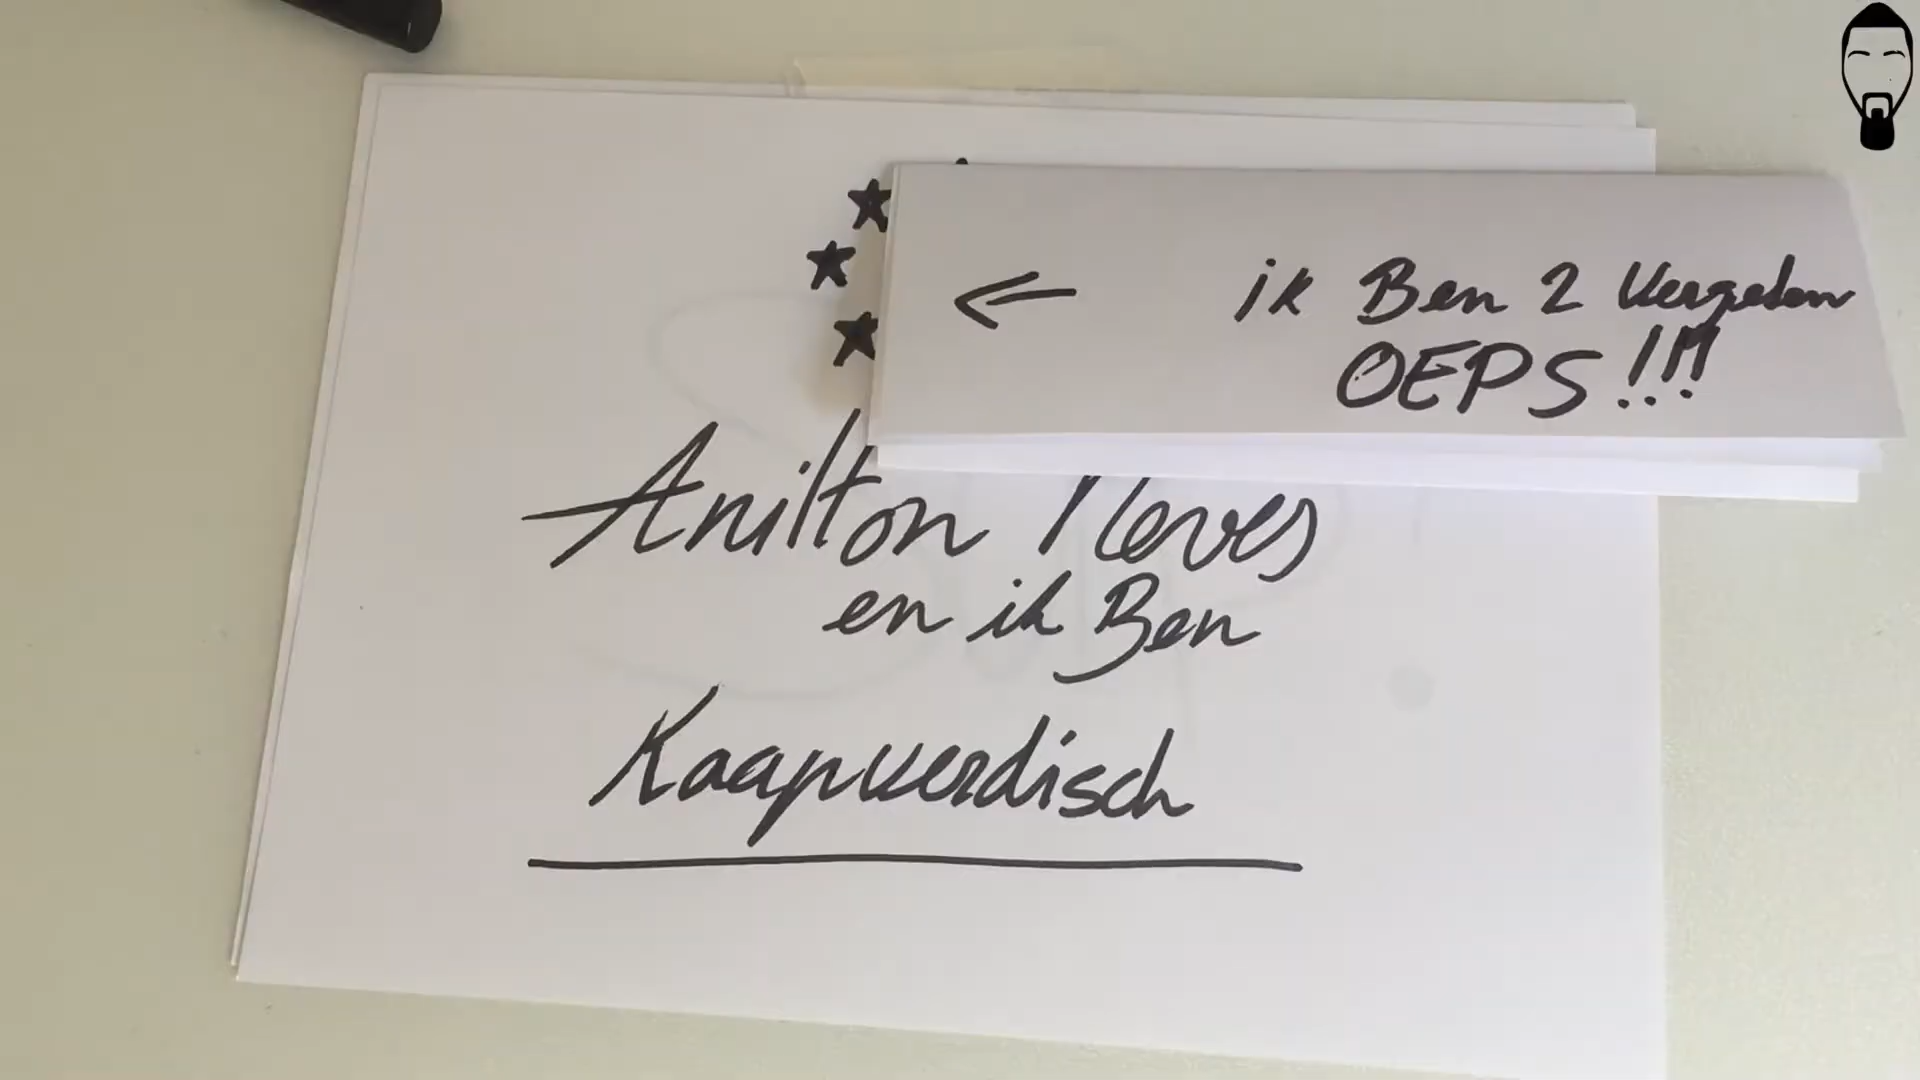 ← ik Ben 2 Vergeten
OEPS!!!
Anilton Neves
en ik Ben
Kaapverdisch